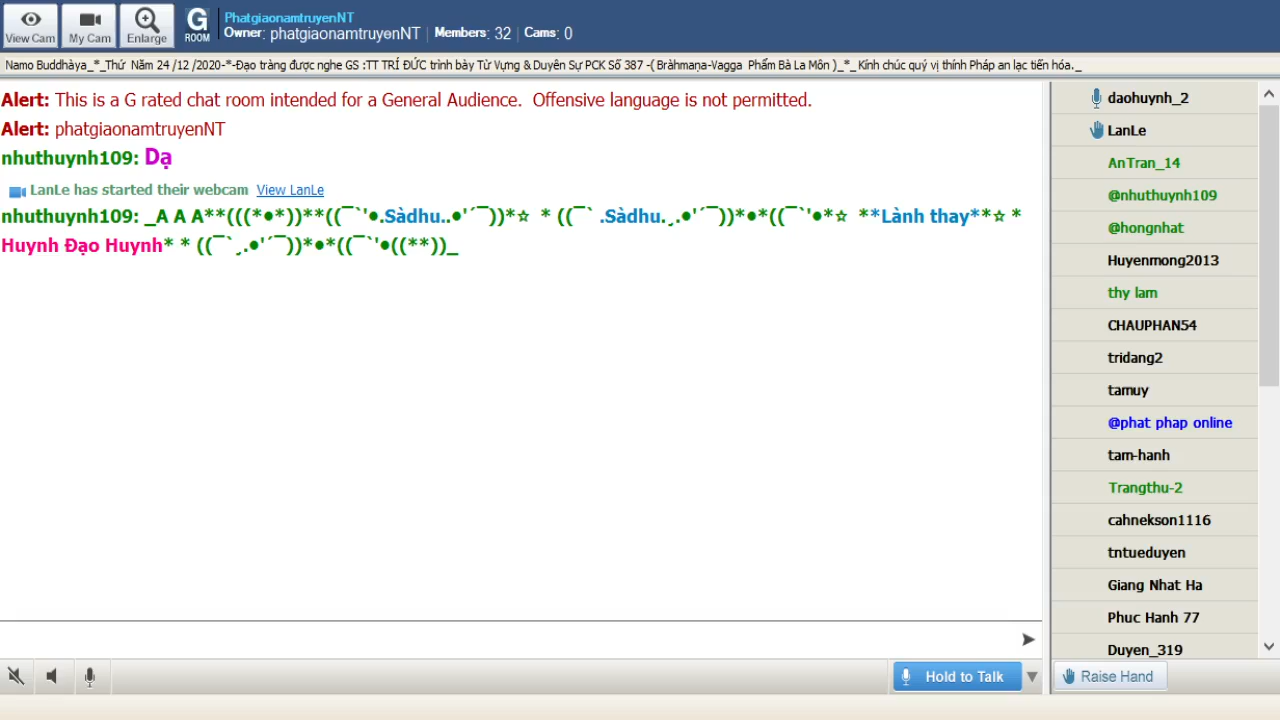 View Cam
My Cam
Enlarge
G
ROOM
PhatgiaonamtruyenNT
Owner: phatgiaonamtruyenNT | Members: 32 | Cams: 0
Namo Buddhàya_*_Thứ Năm 24 /12 /2020-*-Đạo tràng được nghe GS :TT TRÍ ĐỨC trình bày Từ Vựng & Duyên Sự PCK Số 387 -( Bràhmaṇa-Vagga Phẩm Bà La Môn )_*_ Kính chúc quý vị thính Pháp an lạc tiến hóa._
Alert: This is a G rated chat room intended for a General Audience. Offensive language is not permitted.
Alert: phatgiaonamtruyenNT
nhuthuynh109: Dạ
LanLe has started their webcam View LanLe
nhuthuynh109: _A A A**(((*●*))**((¯`'●.Sàdhu..●'´¯))*☆ * ((¯` .Sàdhu.¸.●'´¯))*●*((¯`'●*☆ **Lành thay**☆ *
Huynh Đạo Huynh* * ((¯`¸.●'´¯))*●*((¯`'●((**))_
Hold to Talk
daohuynh_2
LanLe
AnTran_14
@nhuthuynh109
@hongnhat
Huyenmong2013
thy lam
CHAUPHAN54
tridang2
tamuy
@phat phap online
tam-hanh
Trangthu-2
cahnekson1116
tntueduyen
Giang Nhat Ha
Phuc Hanh 77
Duyen_319
Raise Hand